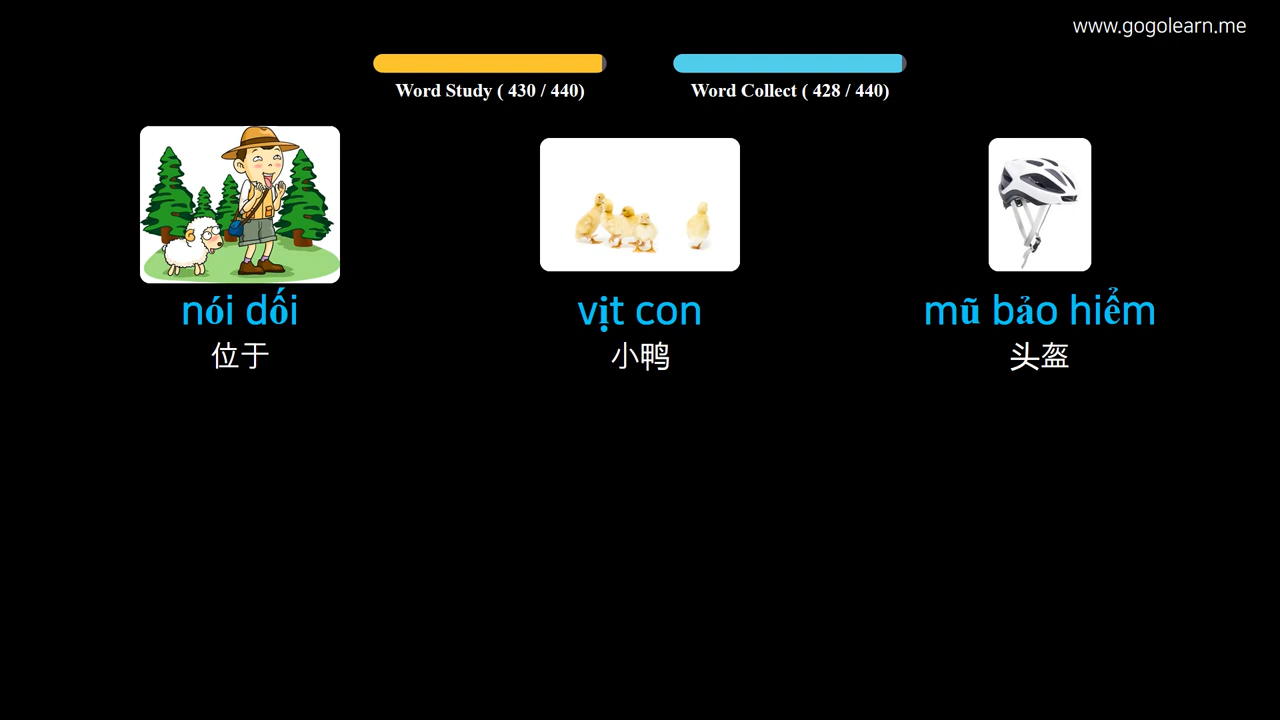 www.gogolearn.me
Word Study ( 430 / 440)
Word Collect ( 428 / 440)
nói dối
vịt con
mũ bảo hiểm
位于
小鸭
头盔